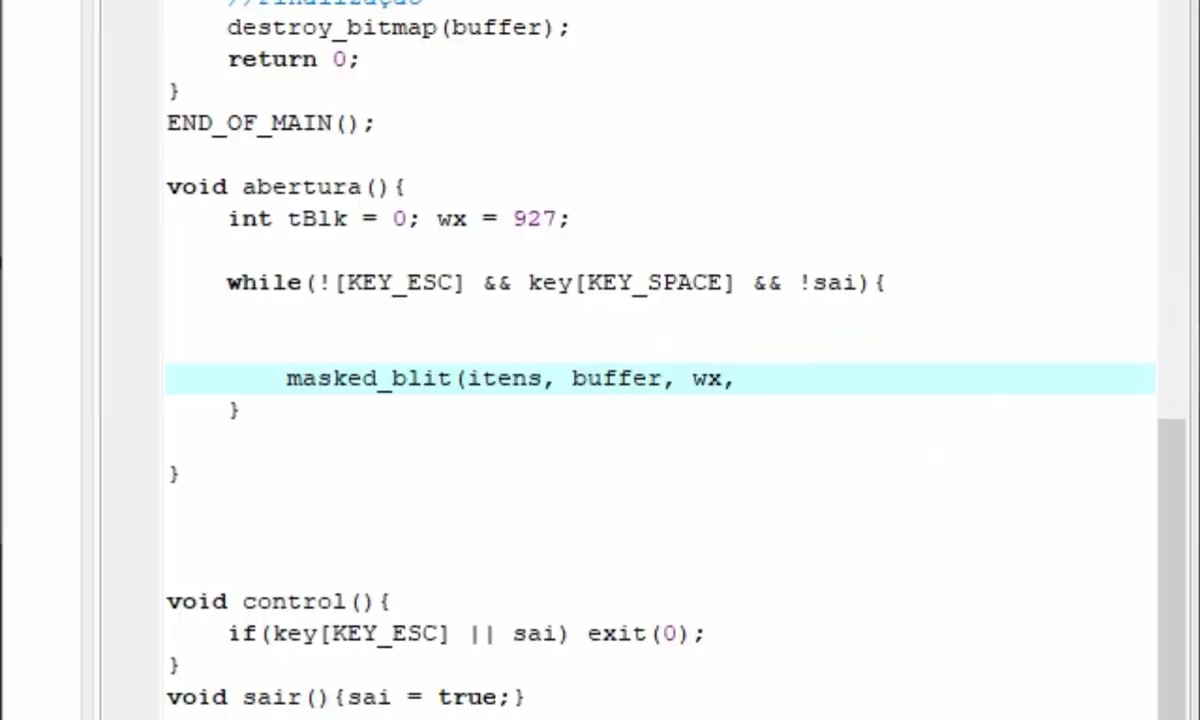 //finalização
destroy_bitmap(buffer);
return 0;
}
END_OF_MAIN();
void abertura(){
int tBlk = 0; wx = 927;
while(![KEY_ESC] && key[KEY_SPACE] && !sai){
masked_blit(itens, buffer, wx,
}
}
void control(){
if(key[KEY_ESC] || sai) exit(0);
}
void sair(){sai = true;}